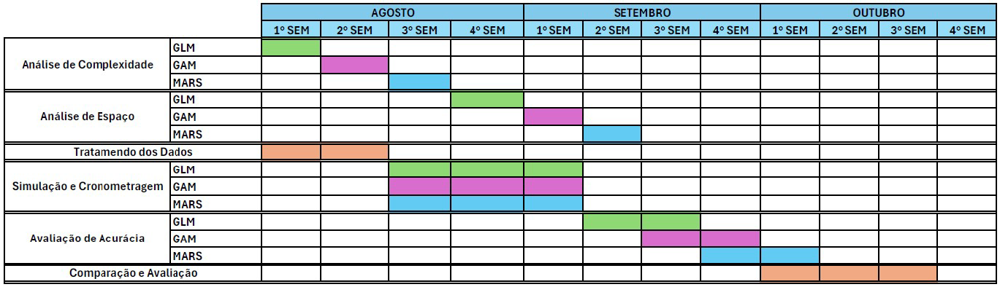 AGOSTO SETEMBRO OUTUBRO
1º SEM 2º SEM 3º SEM 4º SEM 1º SEM 2º SEM 3º SEM 4º SEM 1º SEM 2º SEM 3º SEM 4º SEM
Análise de Complexidade
GLM
GAM
MARS
Análise de Espaço
GLM
GAM
MARS
Tratamendo dos Dados
Simulação e Cronometragem
GLM
GAM
MARS
Avaliação de Acurácia
GLM
GAM
MARS
Comparação e Avaliação